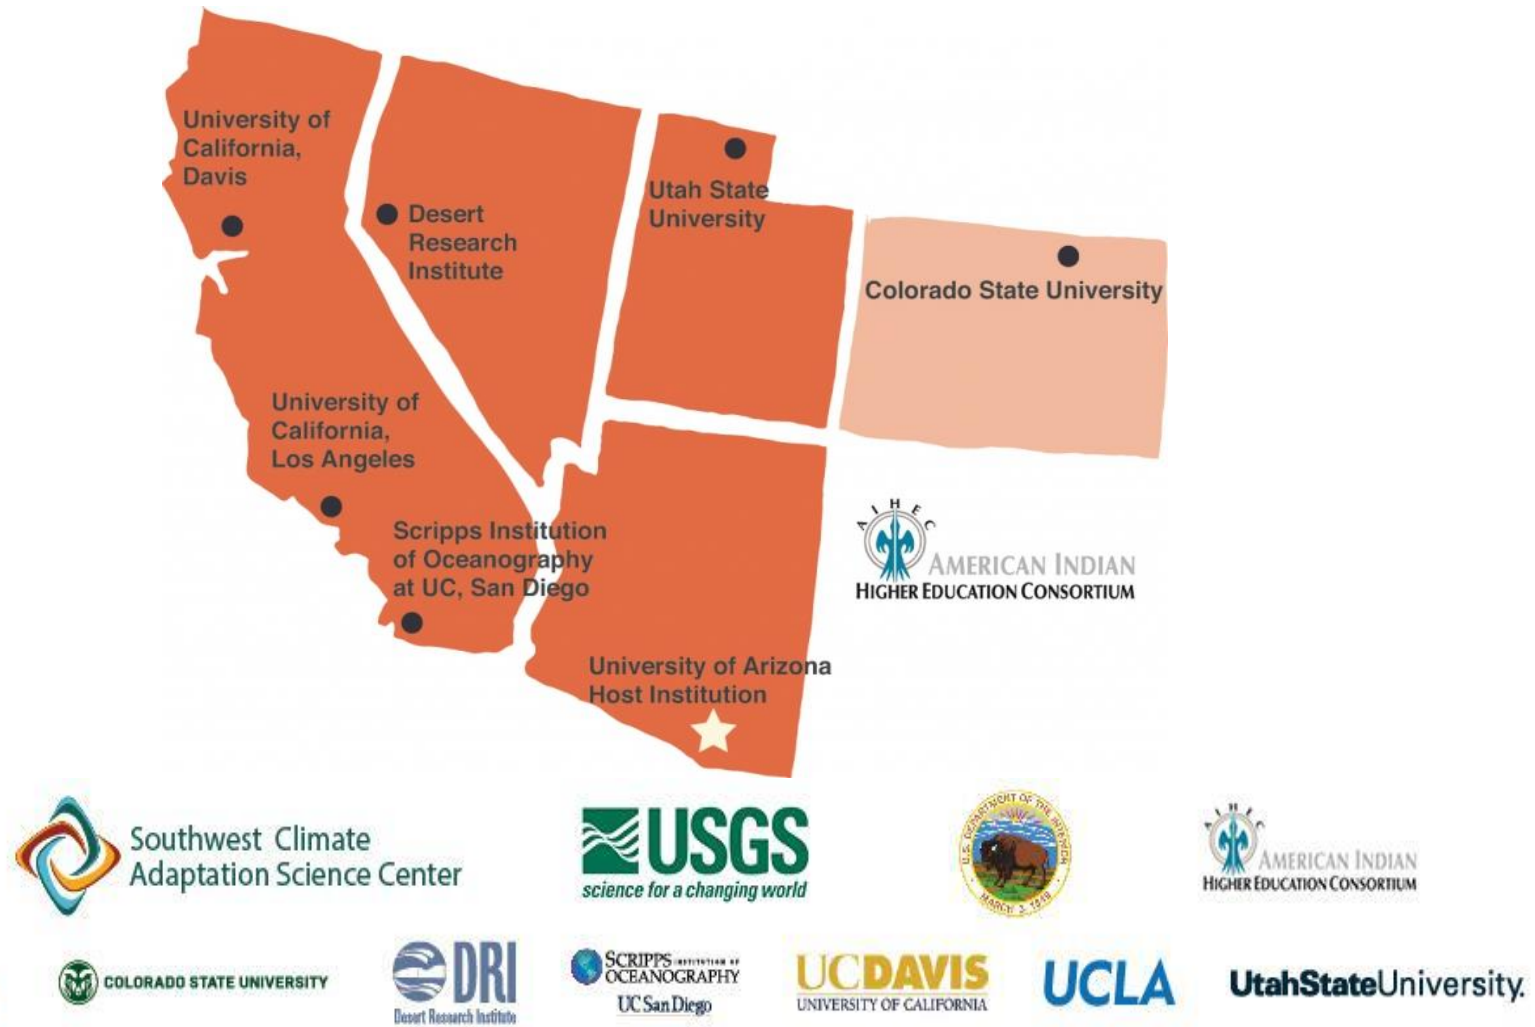 University of
California,
Davis
Desert
Research
Institute
Utah State
University
Colorado State University
University of
California,
Los Angeles
Scripps Institution
of Oceanography
at UC, San Diego
AIHEC
AMERICAN INDIAN
HIGHER EDUCATION CONSORTIUM
University of Arizona
Host Institution
Southwest Climate
Adaptation Science Center
USGS
science for a changing world
U.S. DEPARTMENT OF THE INTERIOR
MARCH 3, 1849
AIHEC
AMERICAN INDIAN
HIGHER EDUCATION CONSORTIUM
COLORADO STATE UNIVERSITY
DRI
Desert Research Institute
SCRIPPS INSTITUTION OF
OCEANOGRAPHY
UC San Diego
UCDAVIS
UNIVERSITY OF CALIFORNIA
UCLA
UtahStateUniversity.